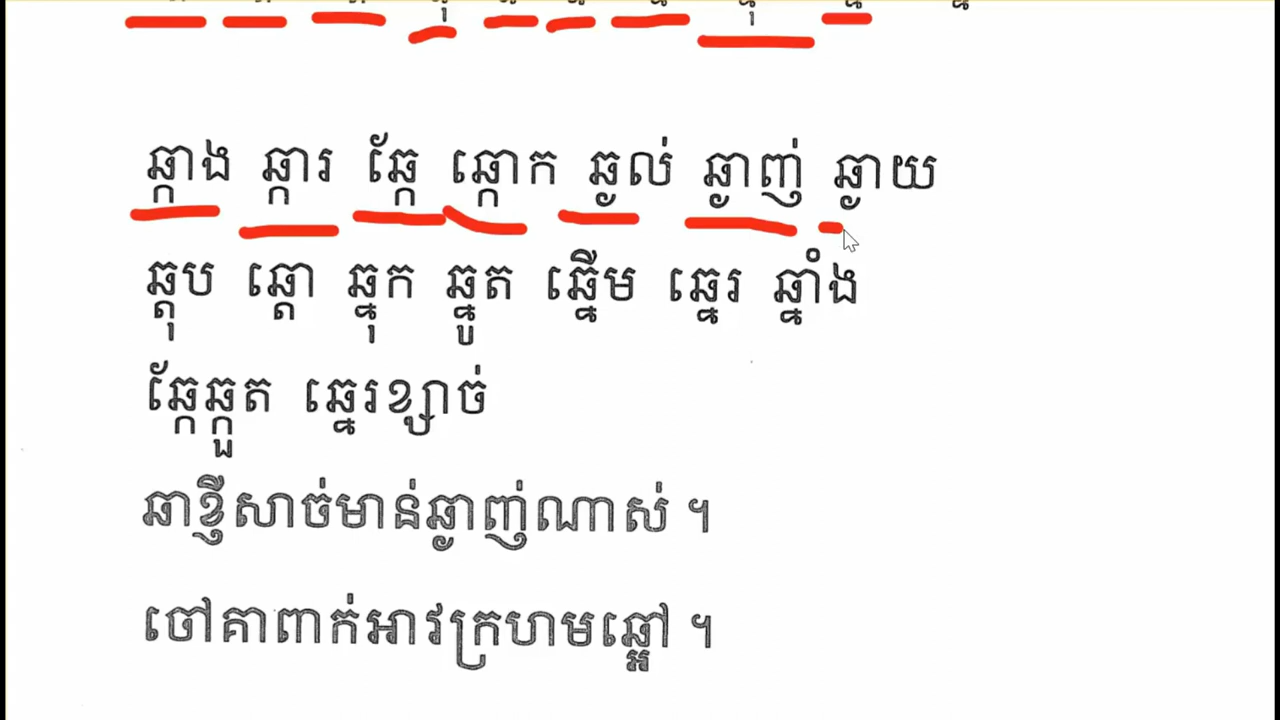 ឆ្កាង ឆ្ការ ឆ្កែ ឆ្កោក ឆ្ងល់ ឆ្ងាញ់ ឆ្ងាយ
ឆ្តុប ឆ្តោ ឆ្នុក ឆ្នូត ឆ្នើម ឆ្នេរ ឆ្នាំង
ឆ្កែឆ្កួត ឆ្នេរខ្សាច់
ឆាខ្ញីសាច់មាន់ឆ្ងាញ់ណាស់ ។
ចៅគាពាក់អាវក្រហមឆ្អៅ ។